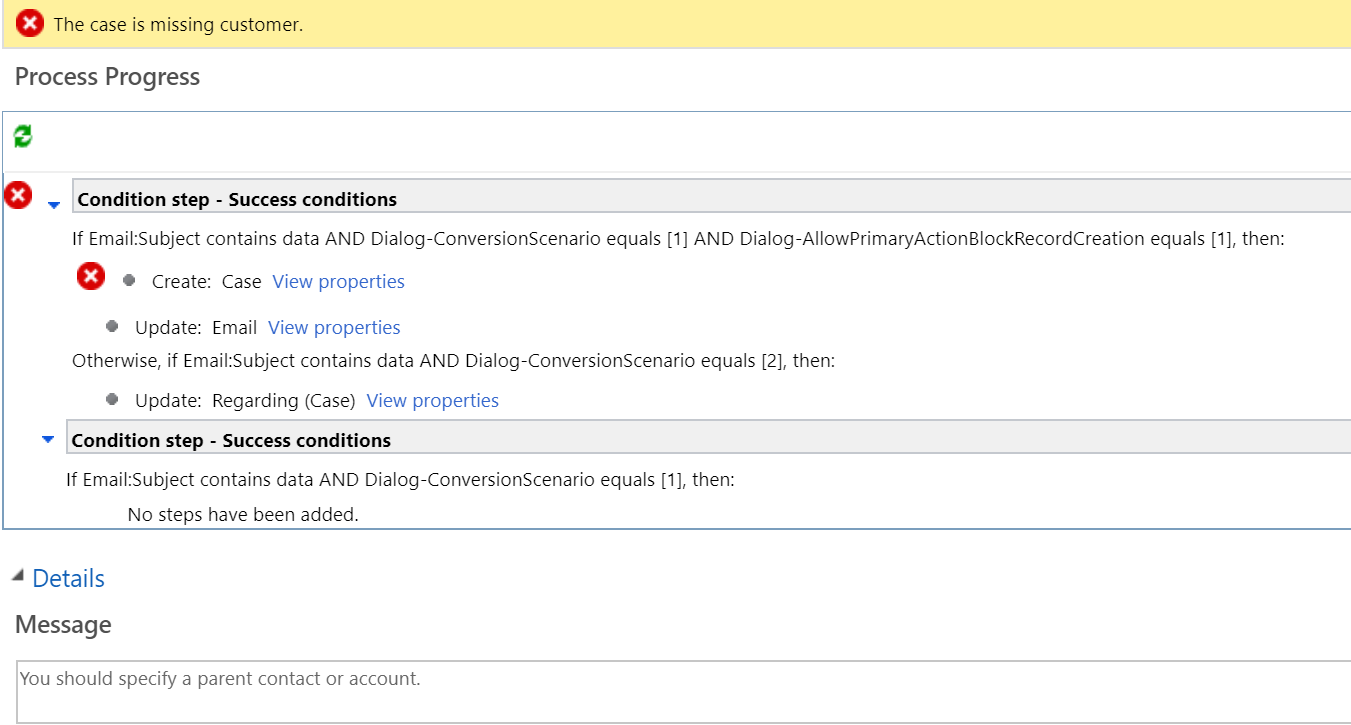 The case is missing customer.
Process Progress
Condition step - Success conditions
If Email:Subject contains data AND Dialog-ConversionScenario equals [1] AND Dialog-AllowPrimaryActionBlockRecordCreation equals [1], then:
Create: Case View properties
Update: Email View properties
Otherwise, if Email:Subject contains data AND Dialog-ConversionScenario equals [2], then:
Update: Regarding (Case) View properties
Condition step - Success conditions
If Email:Subject contains data AND Dialog-ConversionScenario equals [1], then:
No steps have been added.
Details
Message
You should specify a parent contact or account.